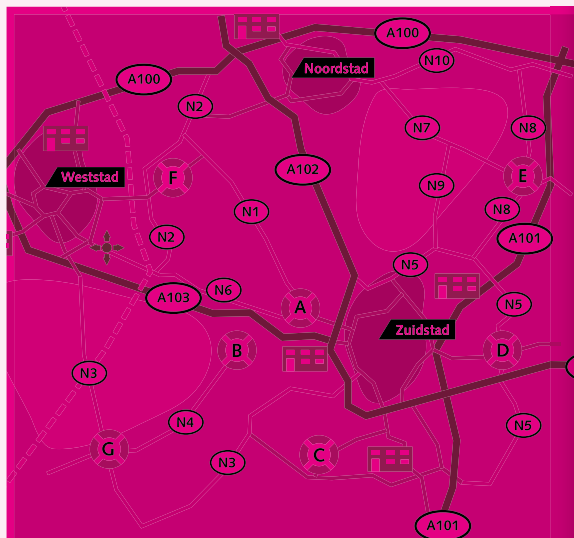 A100
N10
Noordstad
A100
N2
N7
N8
A102
Weststad
F
E
N9
N1
N8
N2
A101
N5
N6
A103
A
N5
Zuidstad
B
D
N3
N4
N5
G
C
N3
A101